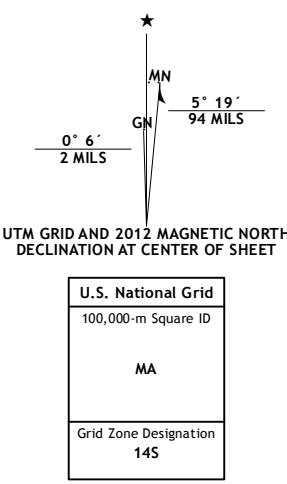 ★
MN
5° 19´
94 MILS
GN
0° 6´
2 MILS
UTM GRID AND 2012 MAGNETIC NORTH
DECLINATION AT CENTER OF SHEET
U.S. National Grid
100,000-m Square ID
MA
Grid Zone Designation
14S